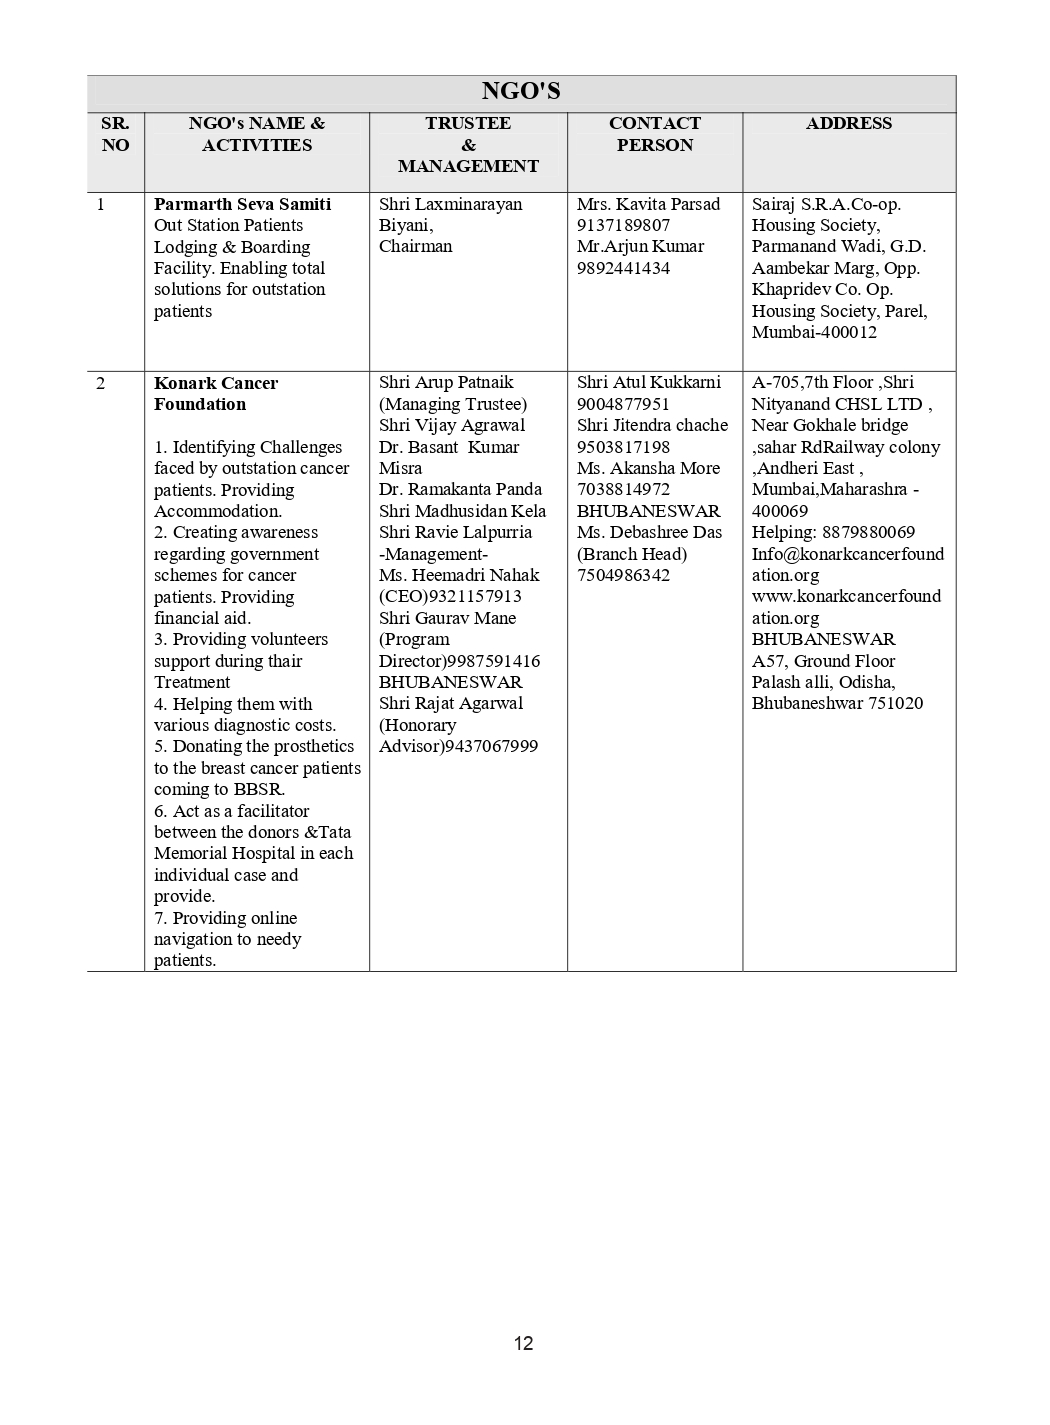 NGO'S
SR.
NO
NGO's NAME &
ACTIVITIES
TRUSTEE
&
MANAGEMENT
CONTACT
PERSON
ADDRESS
1
Parmarth Seva Samiti
Out Station Patients
Lodging & Boarding
Facility. Enabling total
solutions for outstation
patients
Shri Laxminarayan
Biyani,
Chairman
Mrs. Kavita Parsad
9137189807
Mr.Arjun Kumar
9892441434
Sairaj S.R.A.Co-op.
Housing Society,
Parmanand Wadi, G.D.
Aambekar Marg, Opp.
Khapridev Co. Op.
Housing Society, Parel,
Mumbai-400012
2
Konark Cancer
Foundation
1. Identifying Challenges
faced by outstation cancer
patients. Providing
Accommodation.
2. Creating awareness
regarding government
schemes for cancer
patients. Providing
financial aid.
3. Providing volunteers
support during thair
Treatment
4. Helping them with
various diagnostic costs.
5. Donating the prosthetics
to the breast cancer patients
coming to BBSR.
6. Act as a facilitator
between the donors &Tata
Memorial Hospital in each
individual case and
provide.
7. Providing online
navigation to needy
patients.
Shri Arup Patnaik
(Managing Trustee)
Shri Vijay Agrawal
Dr. Basant  Kumar
Misra
Dr. Ramakanta Panda
Shri Madhusidan Kela
Shri Ravie Lalpurria
-Management-
Ms. Heemadri Nahak
(CEO)9321157913
Shri Gaurav Mane
(Program
Director)9987591416
BHUBANESWAR
Shri Rajat Agarwal
(Honorary
Advisor)9437067999
Shri Atul Kukkarni
9004877951
Shri Jitendra chache
9503817198
Ms. Akansha More
7038814972
BHUBANESWAR
Ms. Debashree Das
(Branch Head)
7504986342
A-705,7th Floor ,Shri
Nityanand CHSL LTD ,
Near Gokhale bridge
,sahar RdRailway colony
,Andheri East ,
Mumbai,Maharashra -
400069
Helping: 8879880069
Info@konarkcancerfound
ation.org
www.konarkcancerfound
ation.org
BHUBANESWAR
A57, Ground Floor
Palash alli, Odisha,
Bhubaneshwar 751020
12